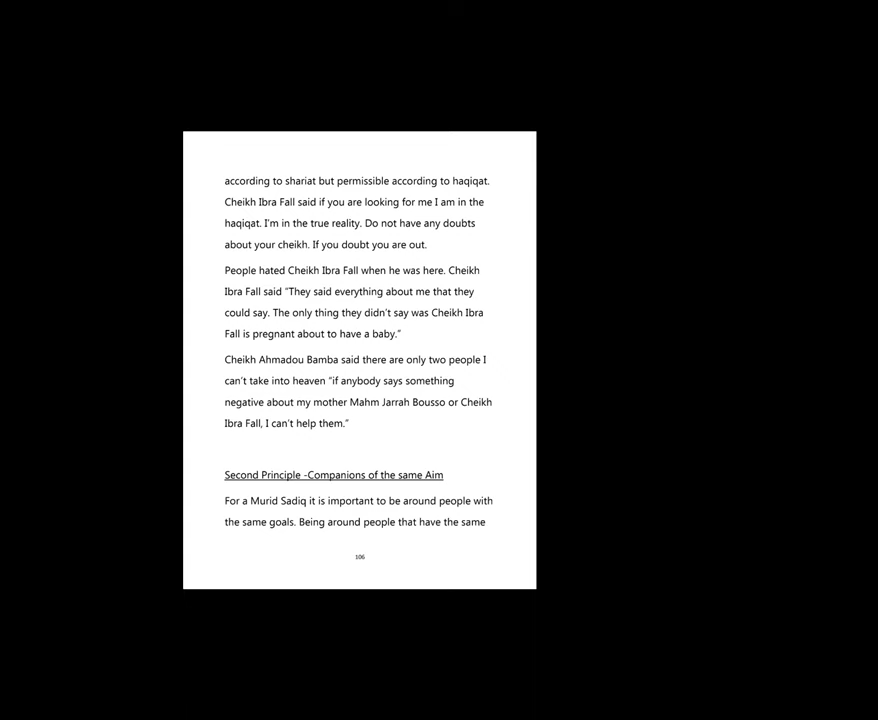 according to shariat but permissible according to haqiqat.
Cheikh Ibra Fall said if you are looking for me I am in the
haqiqat. I'm in the true reality. Do not have any doubts
about your cheikh. If you doubt you are out.
People hated Cheikh Ibra Fall when he was here. Cheikh
Ibra Fall said “They said everything about me that they
could say. The only thing they didn’t say was Cheikh Ibra
Fall is pregnant about to have a baby.”
Cheikh Ahmadou Bamba said there are only two people I
can’t take into heaven “if anybody says something
negative about my mother Mahm Jarrah Bousso or Cheikh
Ibra Fall, I can’t help them.”
Second Principle -Companions of the same Aim
For a Murid Sadiq it is important to be around people with
the same goals. Being around people that have the same
106